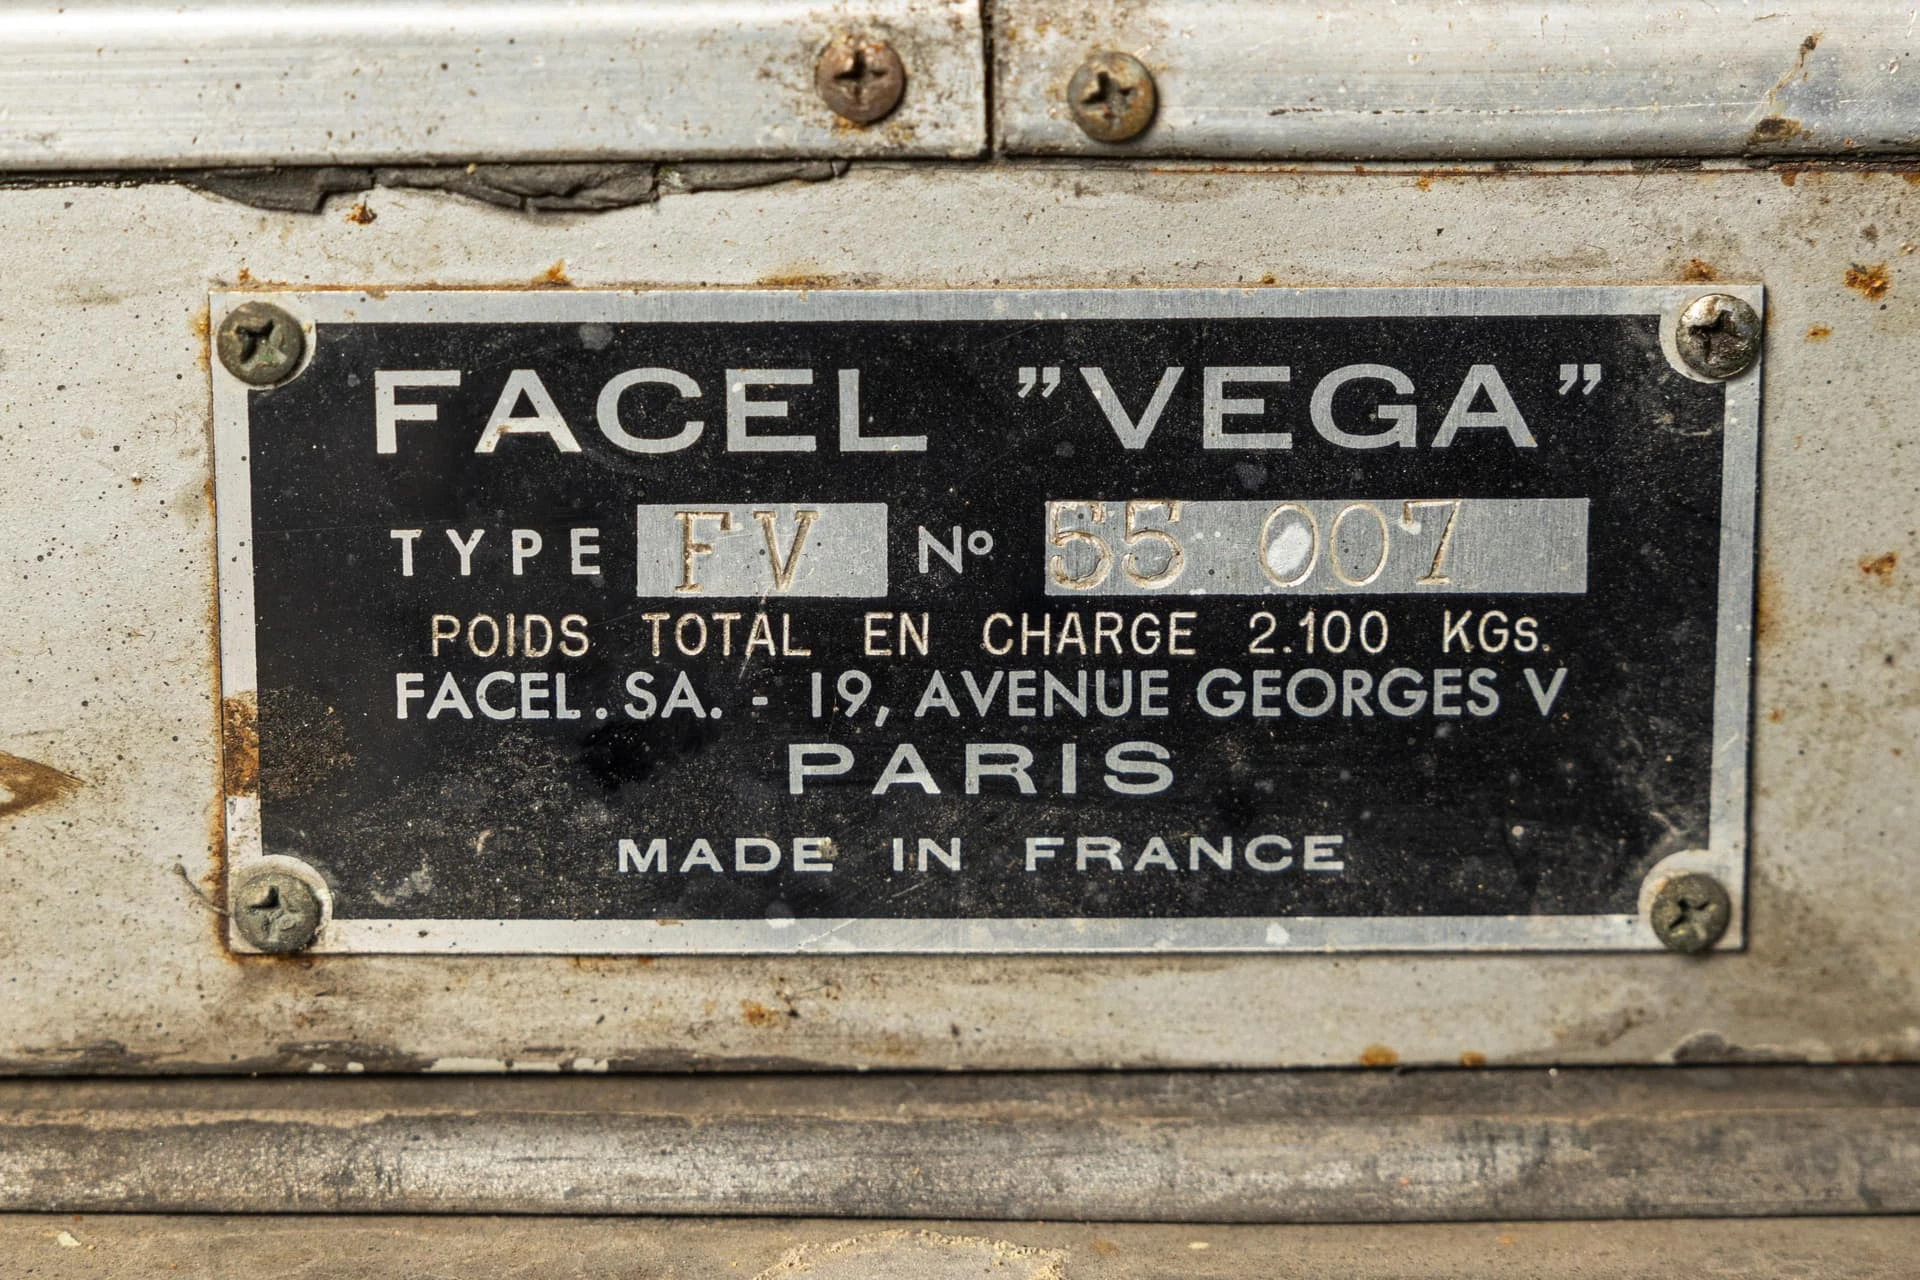 FACEL "VEGA"
TYPE FV Nº 55 007
POIDS TOTAL EN CHARGE 2.100 KGs.
FACEL. SA. - 19, AVENUE GEORGES V
PARIS
MADE IN FRANCE